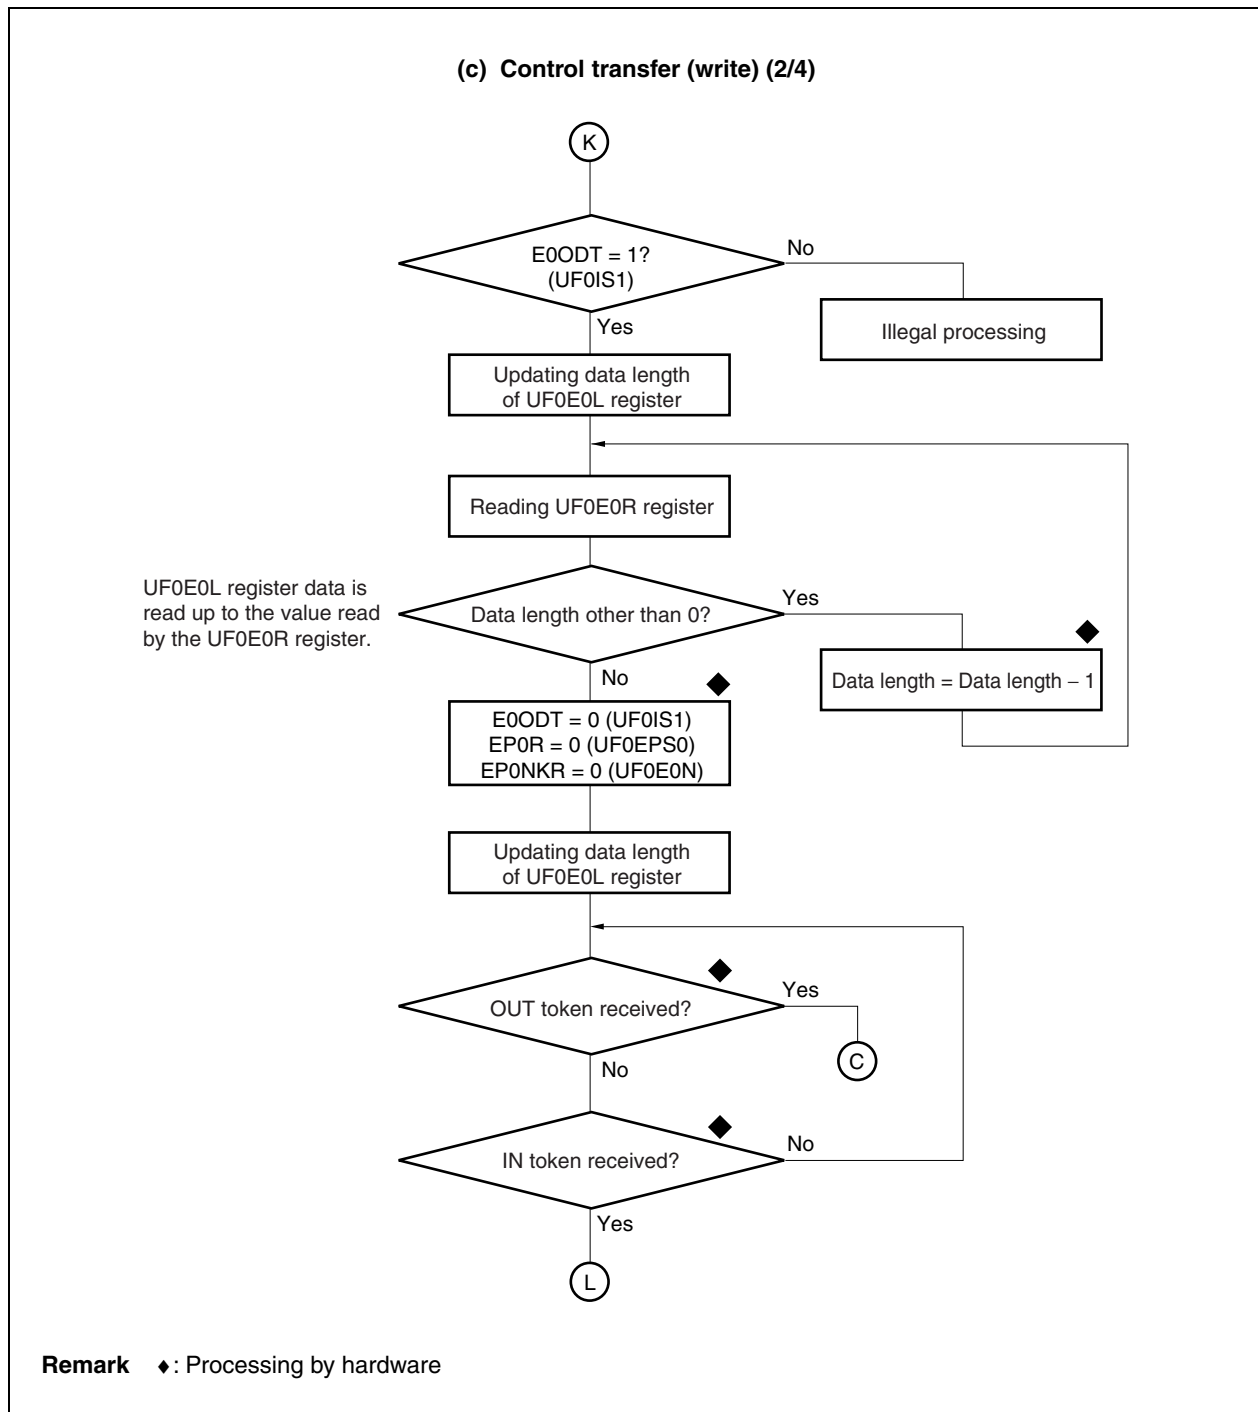 (c) Control transfer (write) (2/4)
K
E0ODT = 1?
(UF0IS1)
No
Illegal processing
Yes
Updating data length
of UF0E0L register
Reading UF0E0R register
UF0E0L register data is
read up to the value read
by the UF0E0R register.
Data length other than 0?
Yes
Data length = Data length – 1
No
E0ODT = 0 (UF0IS1)
EP0R = 0 (UF0EPS0)
EP0NKR = 0 (UF0E0N)
Updating data length
of UF0E0L register
OUT token received?
Yes
C
No
IN token received?
No
Yes
L
Remark ♦: Processing by hardware